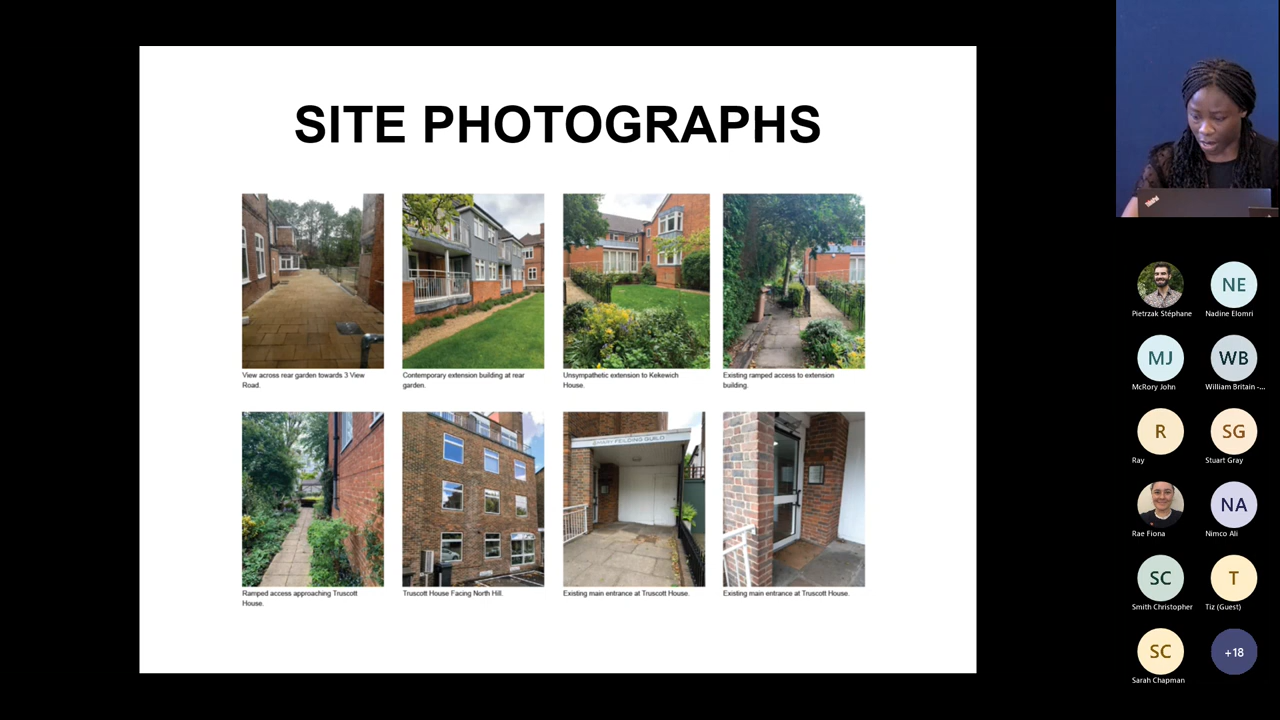 SITE PHOTOGRAPHS
View across rear garden towards 3 View
Road.
Contemporary extension building at rear
garden.
Unsympathetic extension to Kekewich
House.
Existing ramped access to extension
building.
FIELDING GUILD
Ramped access approaching Truscott
House.
Truscott House Facing North Hill.
Existing main entrance at Truscott House.
Existing main entrance at Truscott House.
Pietrzak Stéphane
NE
Nadine Elomri
MJ
McRory John
WB
William Britain -...
R
Ray
SG
Stuart Gray
Rae Fiona
NA
Nimco Ali
SC
Smith Christopher
T
Tiz (Guest)
SC
Sarah Chapman
+18